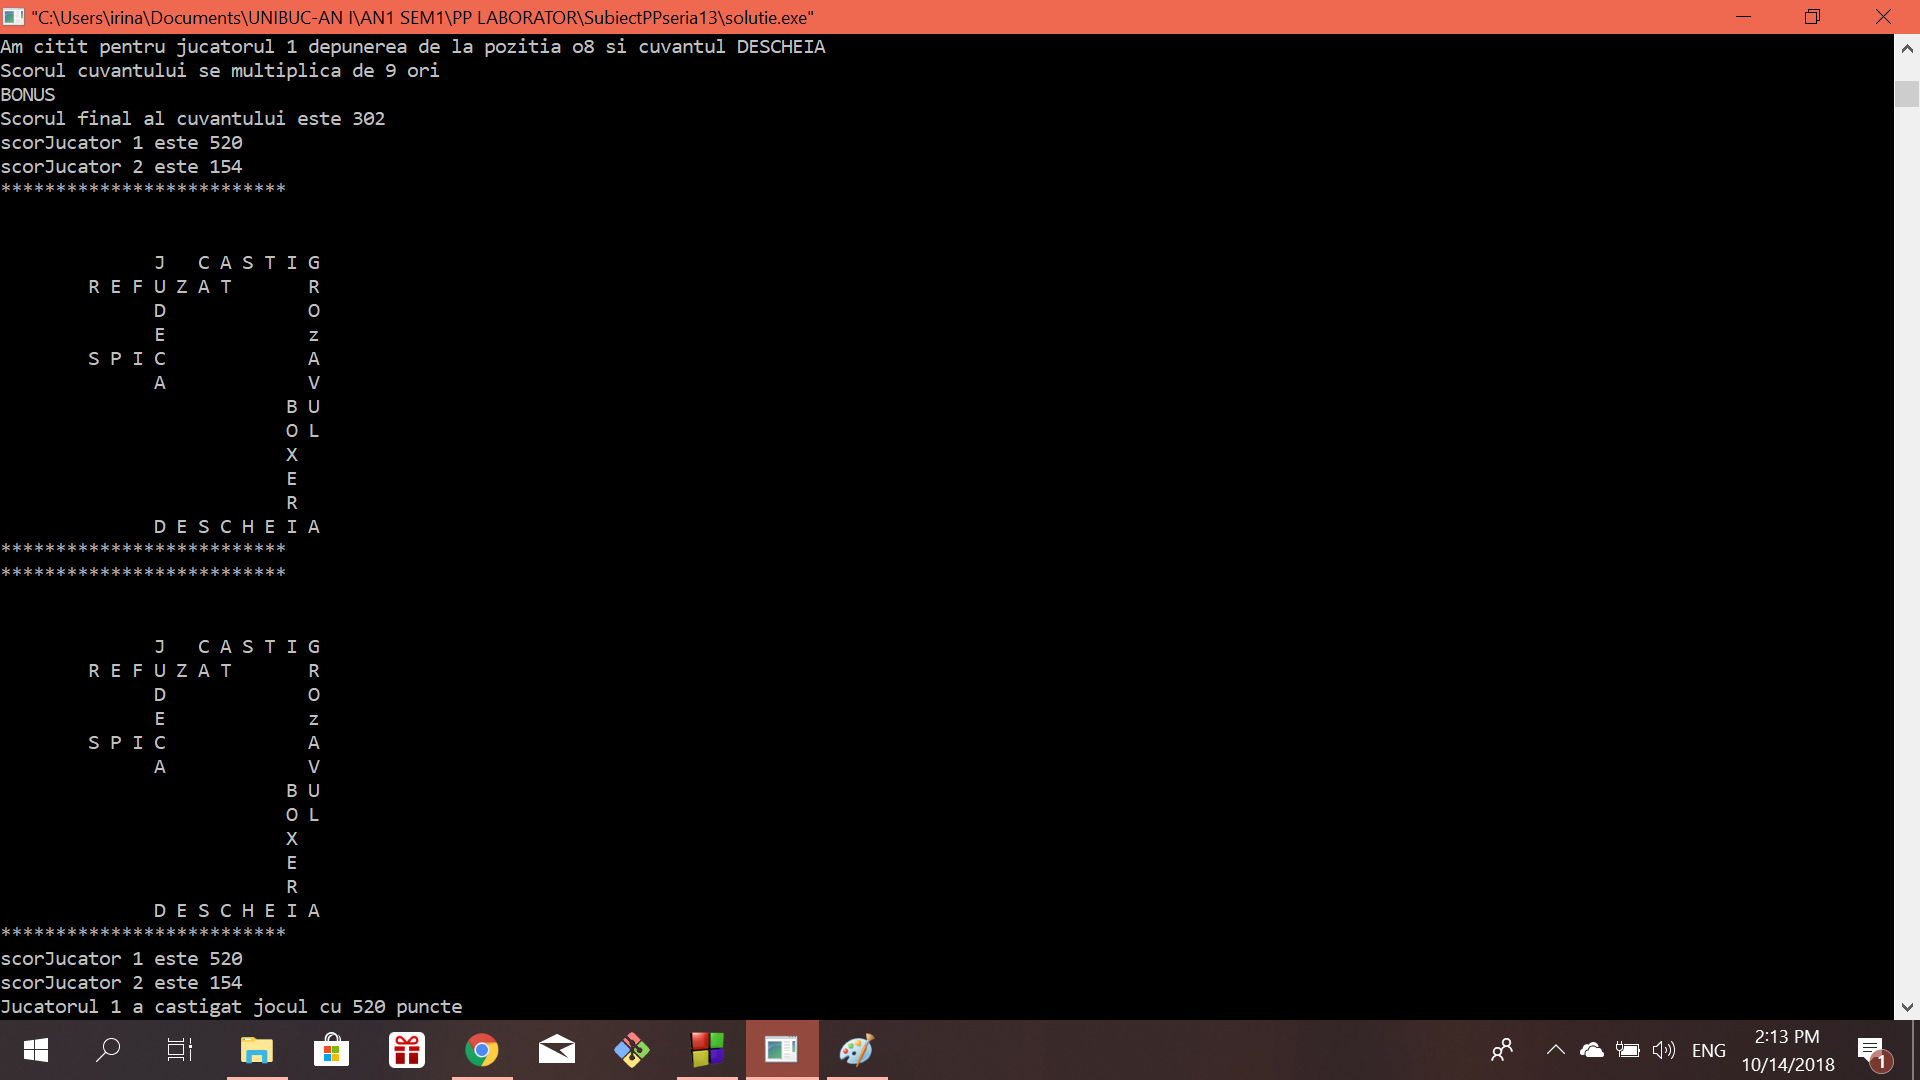 "C:\Users\irina\Documents\UNIBUC-AN I\AN1 SEM1\PP LABORATOR\SubiectPPseria13\solutie.exe"
Am citit pentru jucatorul 1 depunerea de la pozitia o8 si cuvantul DESCHEIA
Scorul cuvantului se multiplica de 9 ori
BONUS
Scorul final al cuvantului este 302
scorJucator 1 este 520
scorJucator 2 este 154
**************************
J   C A S T I G
R E F U Z A T       R
D             O
E             z
S P I C             A
A             V
B U
O L
X
E
R
D E S C H E I A
**************************
**************************
J   C A S T I G
R E F U Z A T       R
D             O
E             z
S P I C             A
A             V
B U
O L
X
E
R
D E S C H E I A
**************************
scorJucator 1 este 520
scorJucator 2 este 154
Jucatorul 1 a castigat jocul cu 520 puncte
ENG
2:13 PM
10/14/2018
1